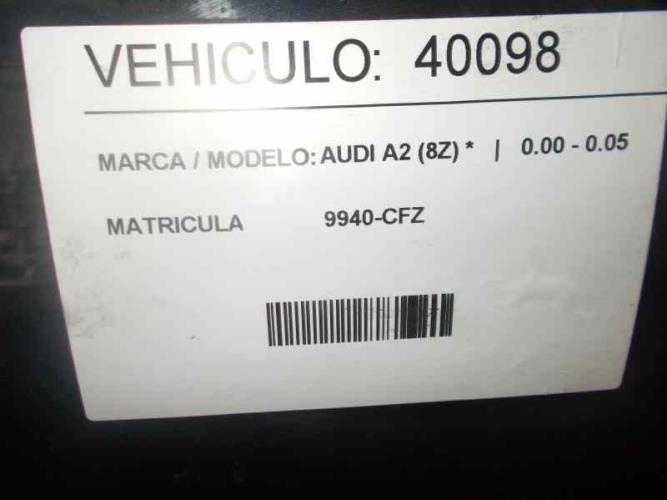 VEHICULO: 40098
MARCA / MODELO: AUDI A2 (8Z) * | 0.00 - 0.05
MATRICULA 9940-CFZ